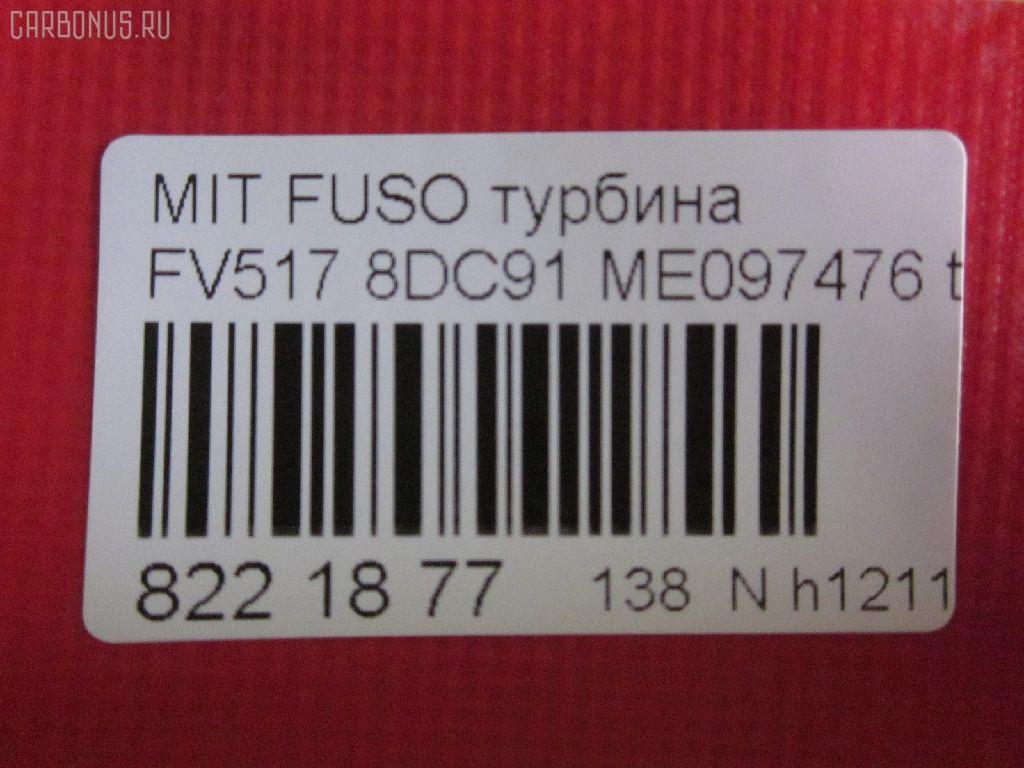 CARBONUS.RU
MIT FUSO турбина
FV517 8DC91 ME097476 t
822 18 77 138 N h1211